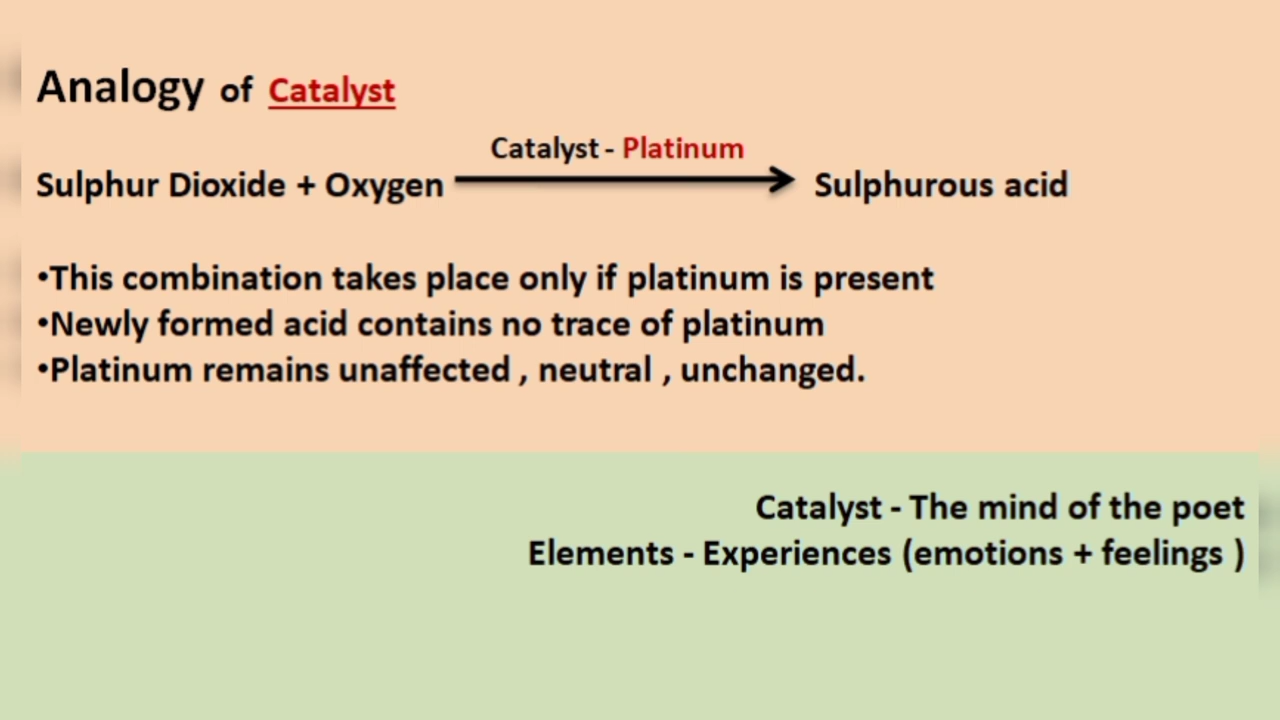 Analogy of Catalyst
Catalyst - Platinum
Sulphur Dioxide + Oxygen Sulphurous acid
•This combination takes place only if platinum is present
•Newly formed acid contains no trace of platinum
•Platinum remains unaffected , neutral , unchanged.
Catalyst - The mind of the poet
Elements - Experiences (emotions + feelings )